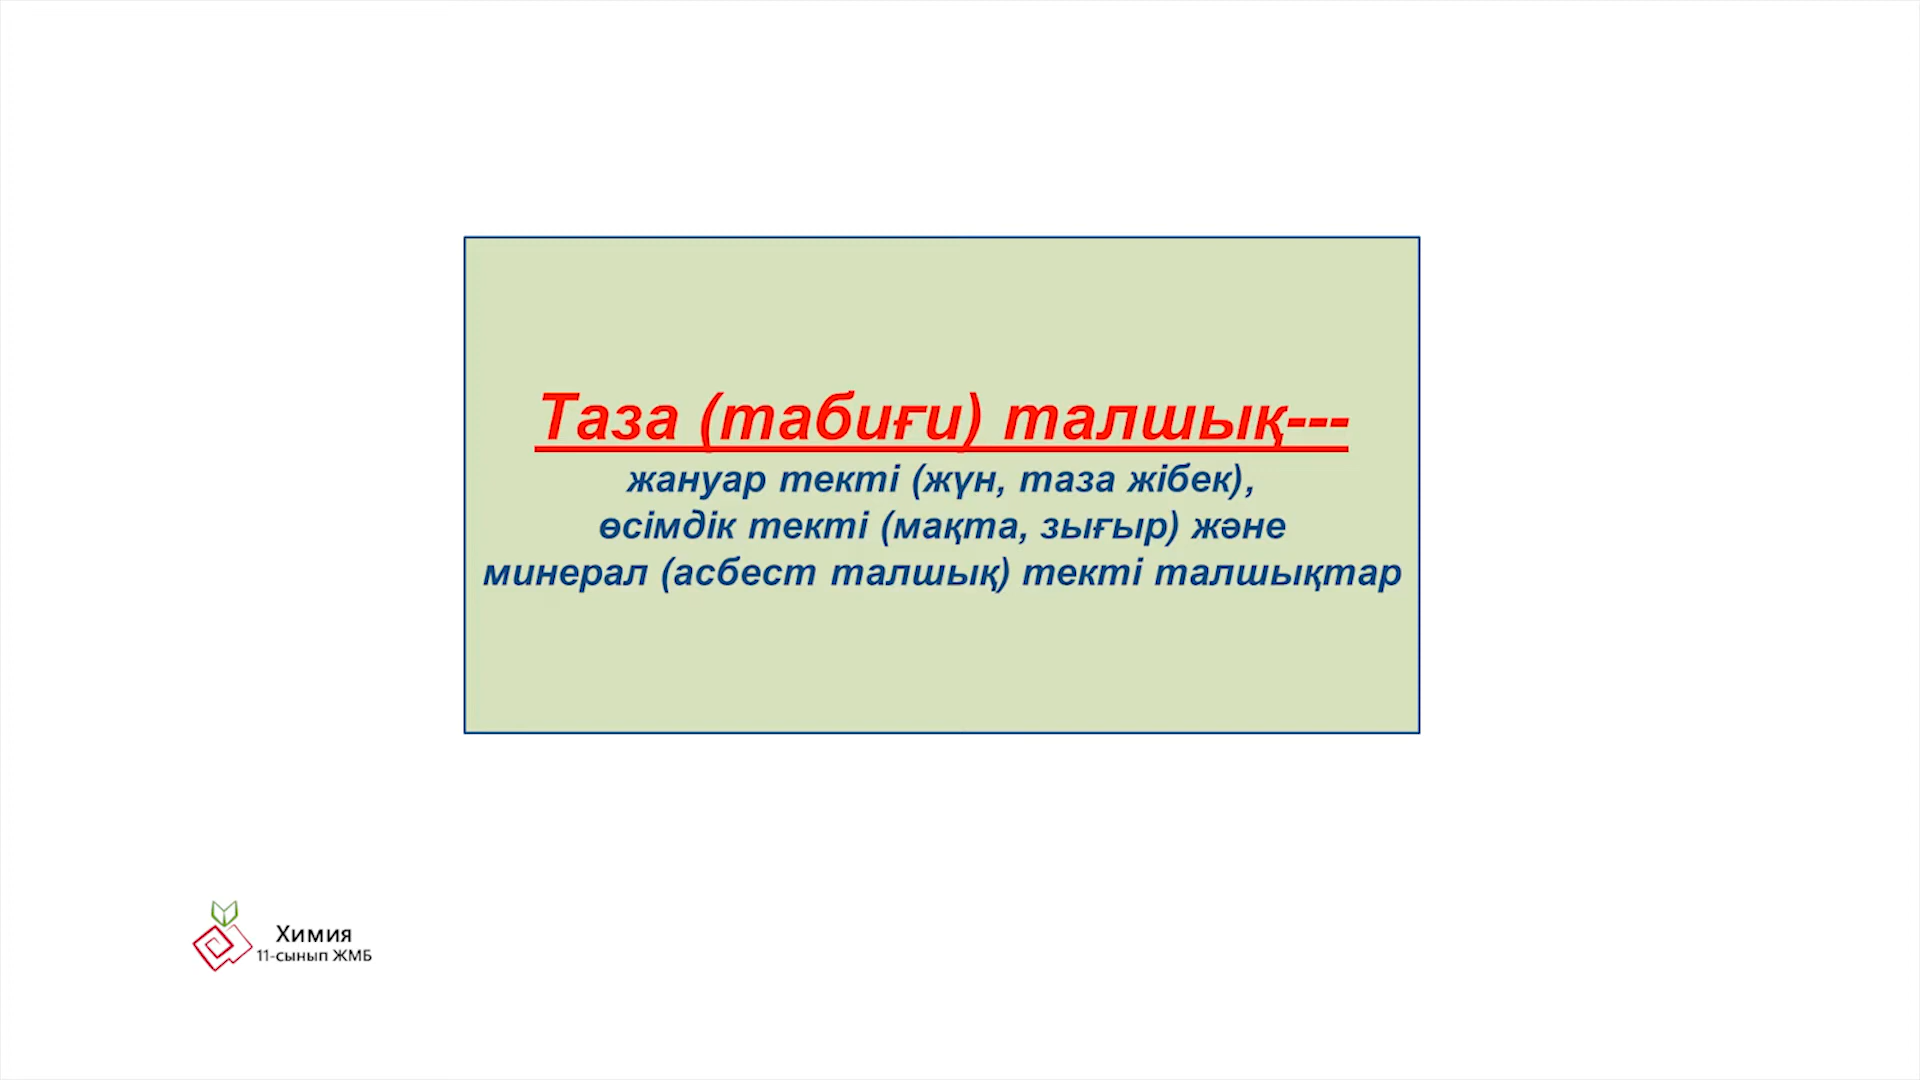 Таза (табиғи) талшық---
жануар текті (жүн, таза жібек),
өсімдік текті (мақта, зығыр) және
минерал (асбест талшық) текті талшықтар
Химия
11-сынып ЖМБ